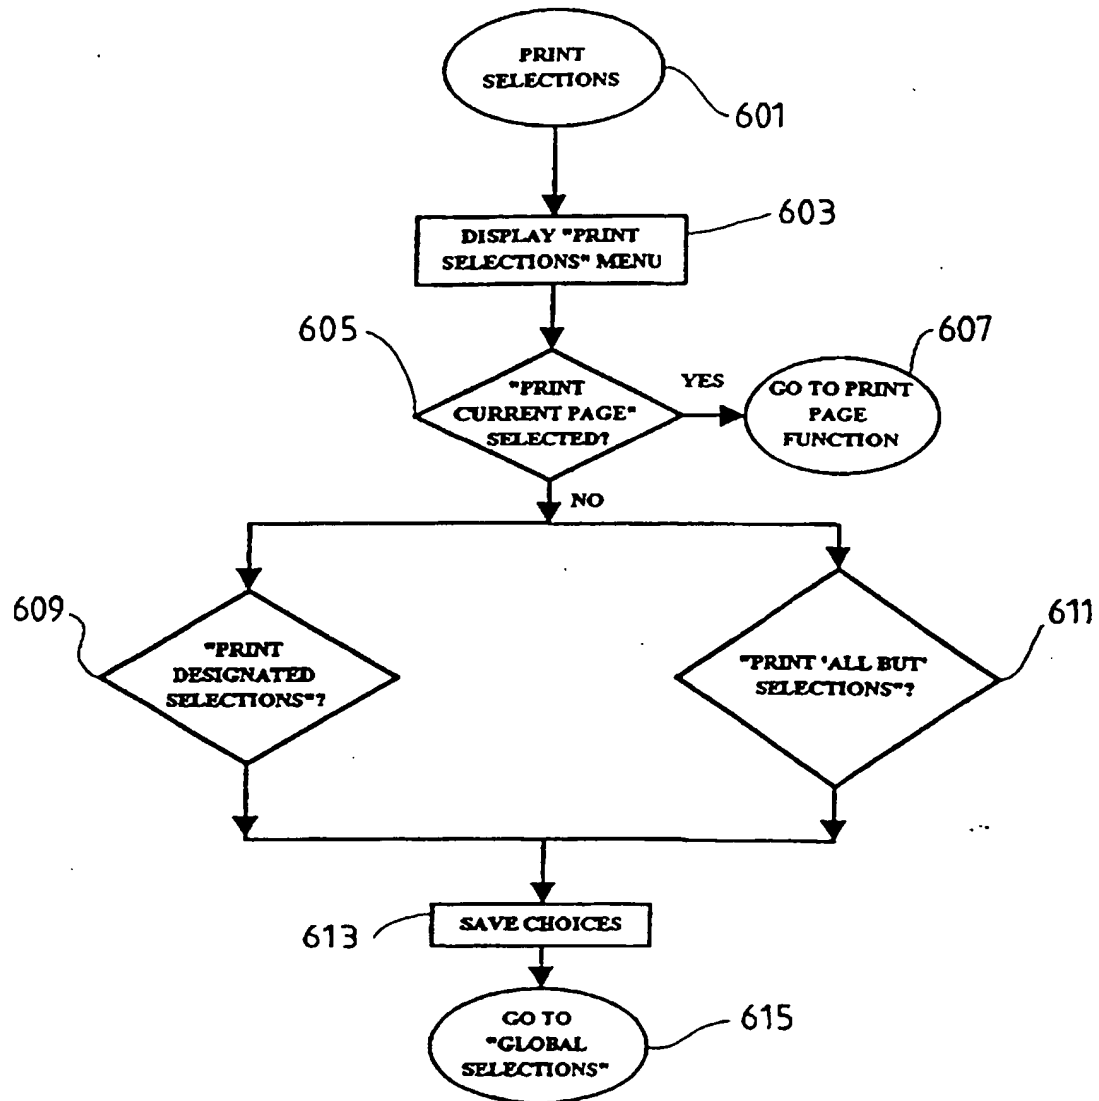 PRINT
SELECTIONS
601
603
DISPLAY "PRINT
SELECTIONS" MENU
605
607
"PRINT
CURRENT PAGE"
SELECTED?
YES
GO TO PRINT
PAGE
FUNCTION
NO
609
611
"PRINT
DESIGNATED
SELECTIONS"?
"PRINT 'ALL BUT'
SELECTIONS"?
613
SAVE CHOICES
615
GO TO
"GLOBAL
SELECTIONS"